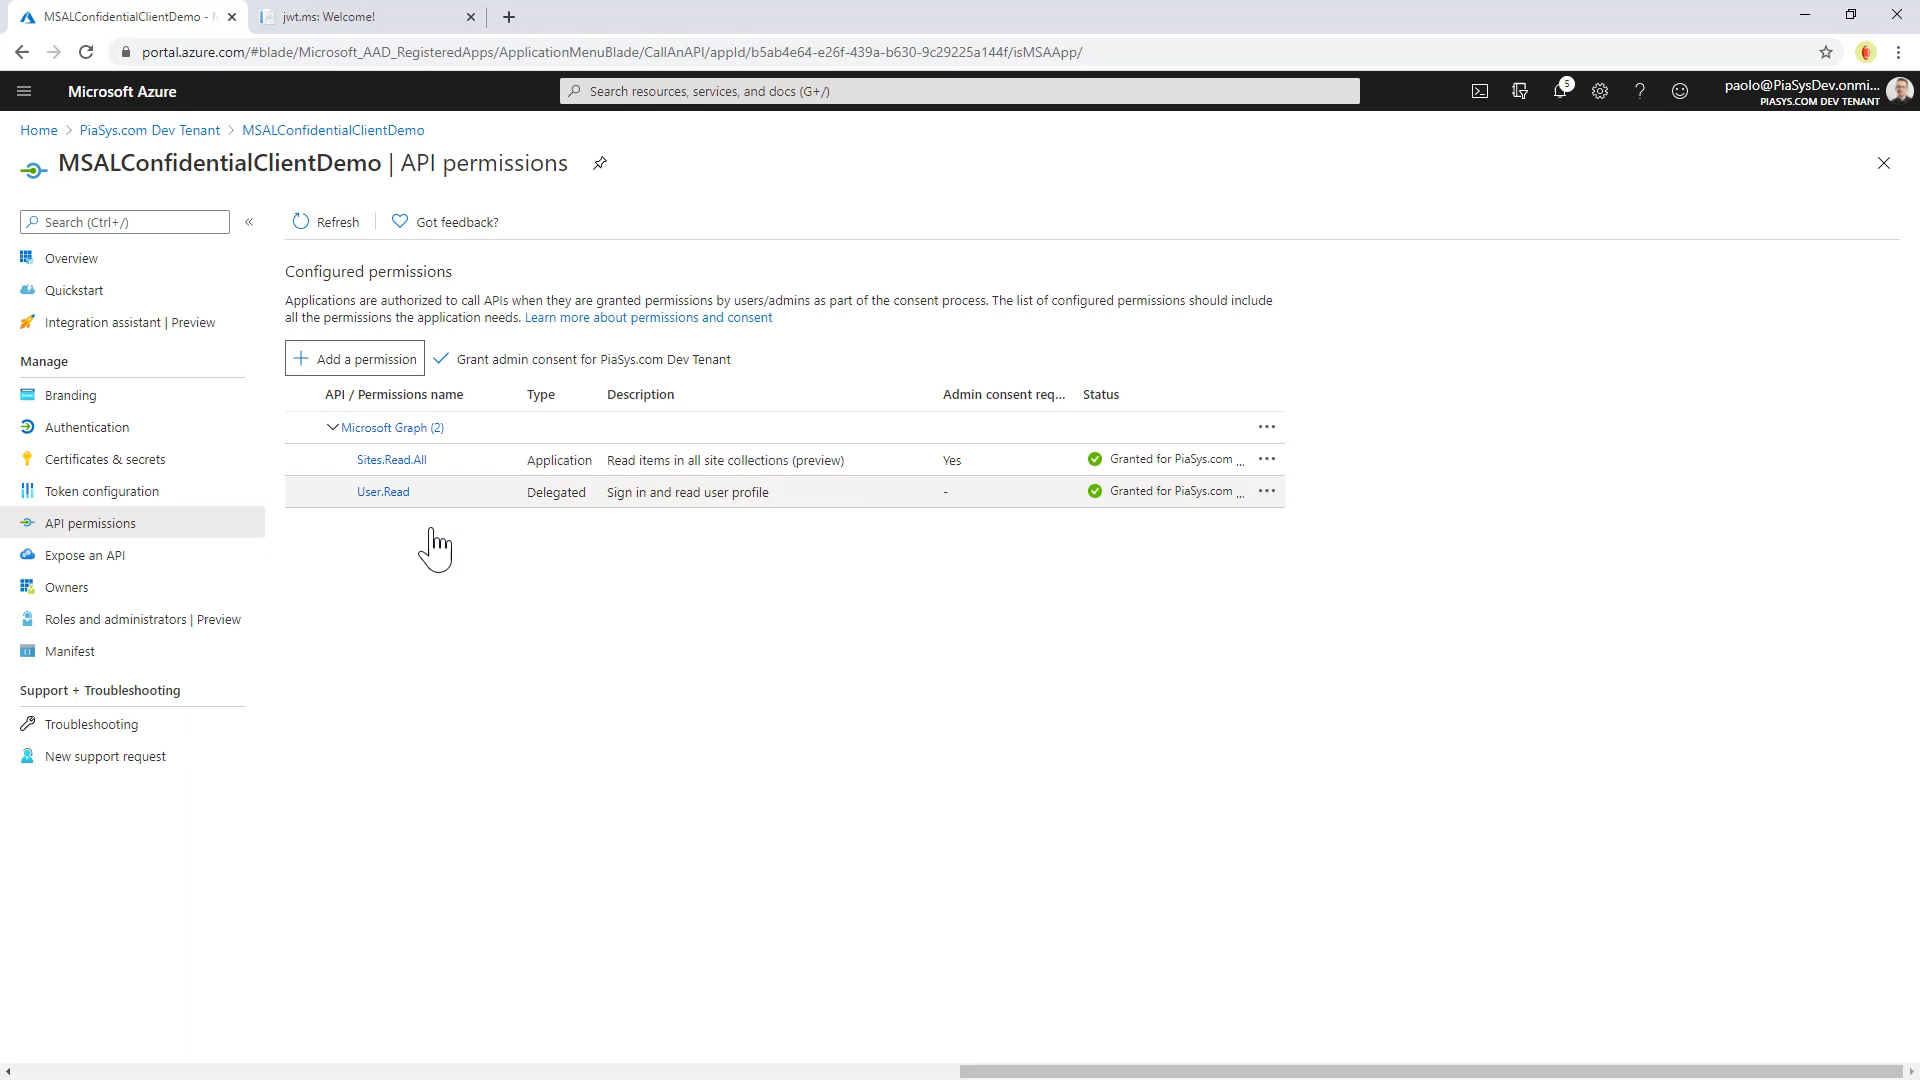 MSALConfidentialClientDemo -
jwt.ms: Welcome!
portal.azure.com/#blade/Microsoft_AAD_RegisteredApps/ApplicationMenuBlade/CallAnAPI/appId/b5ab4e64-e26f-439a-b630-9c29225a144f/isMSAApp/
Microsoft Azure
Search resources, services, and docs (G+/)
5
paolo@PiaSysDev.onmi...
PIASYS.COM DEV TENANT
Home > PiaSys.com Dev Tenant > MSALConfidentialClientDemo
MSALConfidentialClientDemo | API permissions
Search (Ctrl+/)
Refresh
Got feedback?
Overview
Quickstart
Integration assistant | Preview
Manage
Branding
Authentication
Certificates & secrets
Token configuration
API permissions
Expose an API
Owners
Roles and administrators | Preview
Manifest
Support + Troubleshooting
Troubleshooting
New support request
Configured permissions
Applications are authorized to call APIs when they are granted permissions by users/admins as part of the consent process. The list of configured permissions should include
all the permissions the application needs. Learn more about permissions and consent
Add a permission
Grant admin consent for PiaSys.com Dev Tenant
API / Permissions name Type Description Admin consent req... Status
Microsoft Graph (2)
Sites.Read.All Application Read items in all site collections (preview) Yes Granted for PiaSys.com ...
User.Read Delegated Sign in and read user profile - Granted for PiaSys.com ...